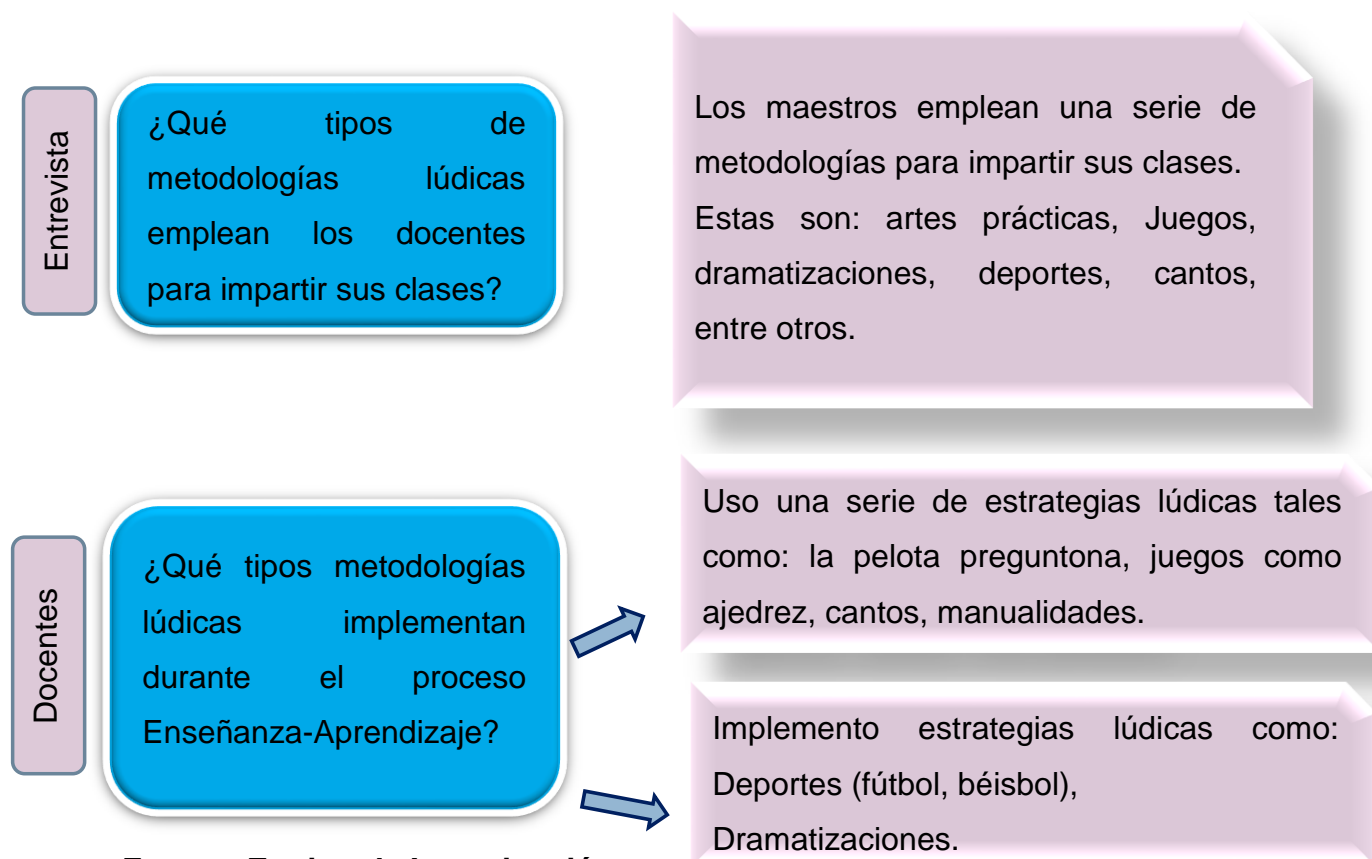 Entrevista
¿Qué tipos de
metodologías lúdicas
emplean los docentes
para impartir sus clases?
Los maestros emplean una serie de
metodologías para impartir sus clases.
Estas son: artes prácticas, Juegos,
dramatizaciones, deportes, cantos,
entre otros.
Docentes
¿Qué tipos metodologías
lúdicas implementan
durante el proceso
Enseñanza-Aprendizaje?
Uso una serie de estrategias lúdicas tales
como: la pelota preguntona, juegos como
ajedrez, cantos, manualidades.
Implemento estrategias lúdicas como:
Deportes (fútbol, béisbol),
Dramatizaciones.